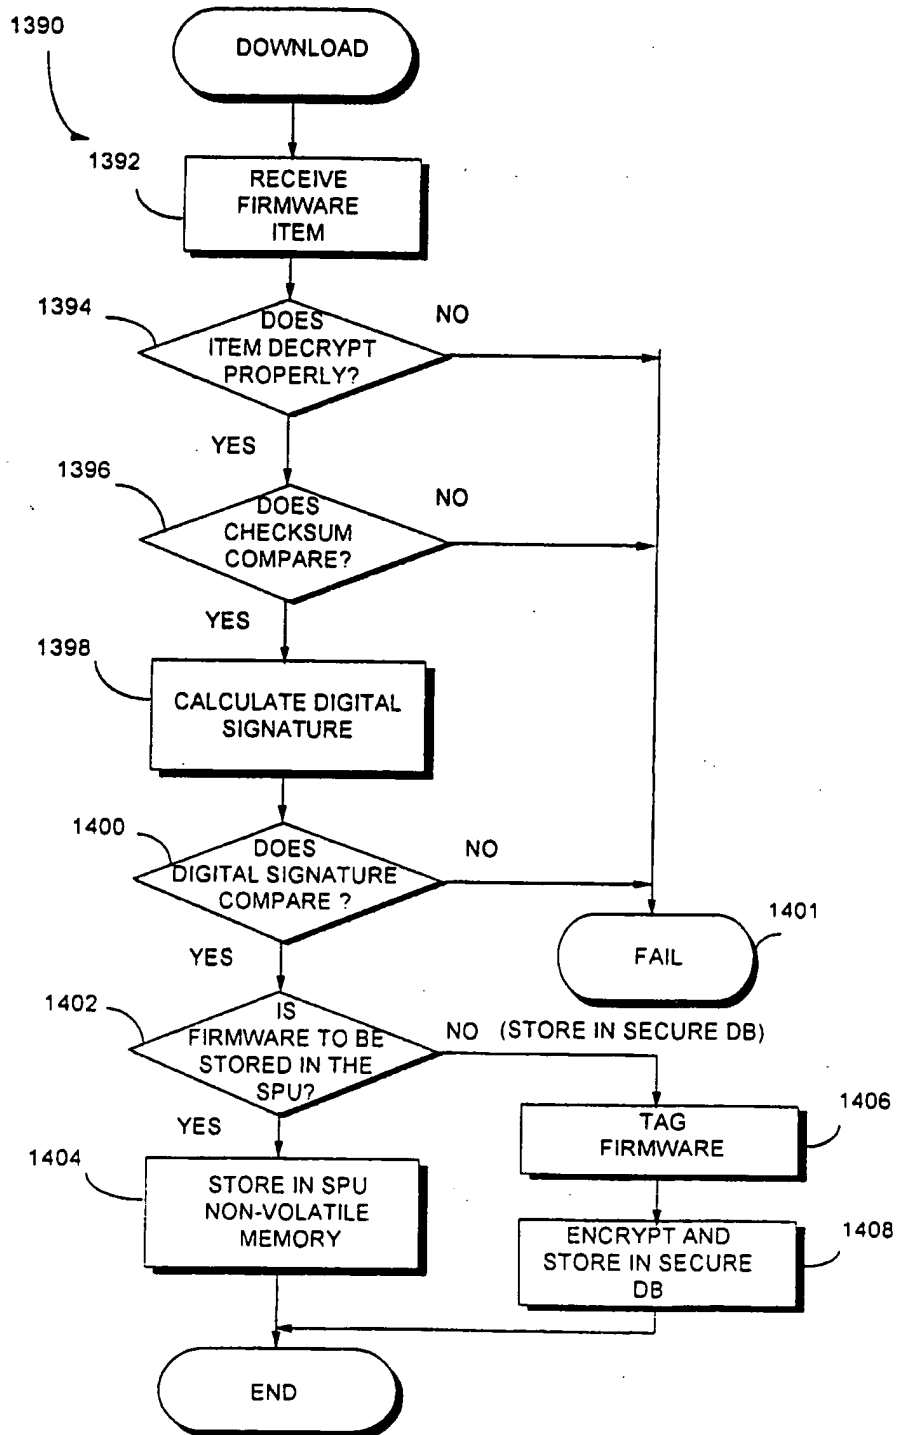 1390
DOWNLOAD
1392
RECEIVE
FIRMWARE
ITEM
1394
DOES
ITEM DECRYPT
PROPERLY?
NO
YES
1396
DOES
CHECKSUM
COMPARE?
NO
YES
1398
CALCULATE DIGITAL
SIGNATURE
1400
DOES
DIGITAL SIGNATURE
COMPARE ?
NO
YES
1401
FAIL
1402
IS
FIRMWARE TO BE
STORED IN THE
SPU?
NO (STORE IN SECURE DB)
YES
1404
STORE IN SPU
NON-VOLATILE
MEMORY
1406
TAG
FIRMWARE
1408
ENCRYPT AND
STORE IN SECURE
DB
END